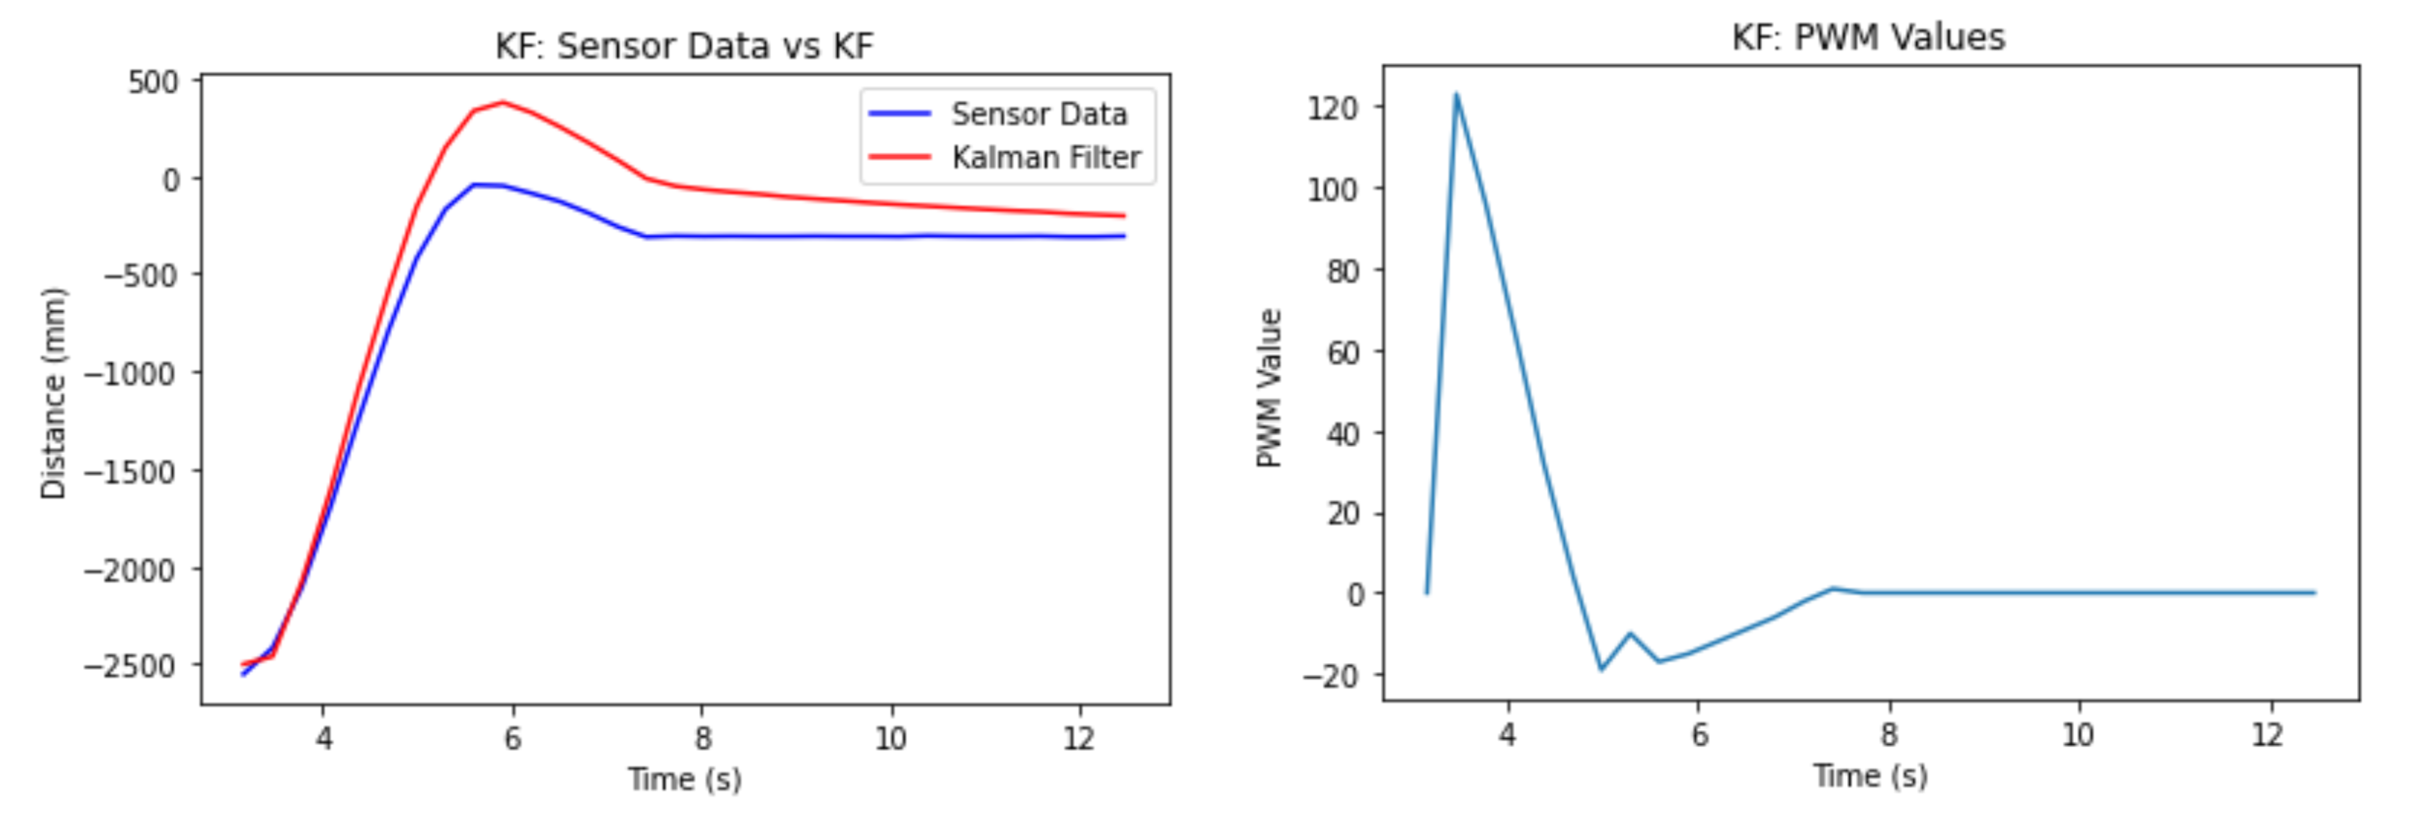 KF: Sensor Data vs KF
500
0
−500
−1000
−1500
−2000
−2500
Distance (mm)
Sensor Data
Kalman Filter
4 6 8 10 12
Time (s)
KF: PWM Values
120
100
80
60
40
20
0
−20
PWM Value
4 6 8 10 12
Time (s)